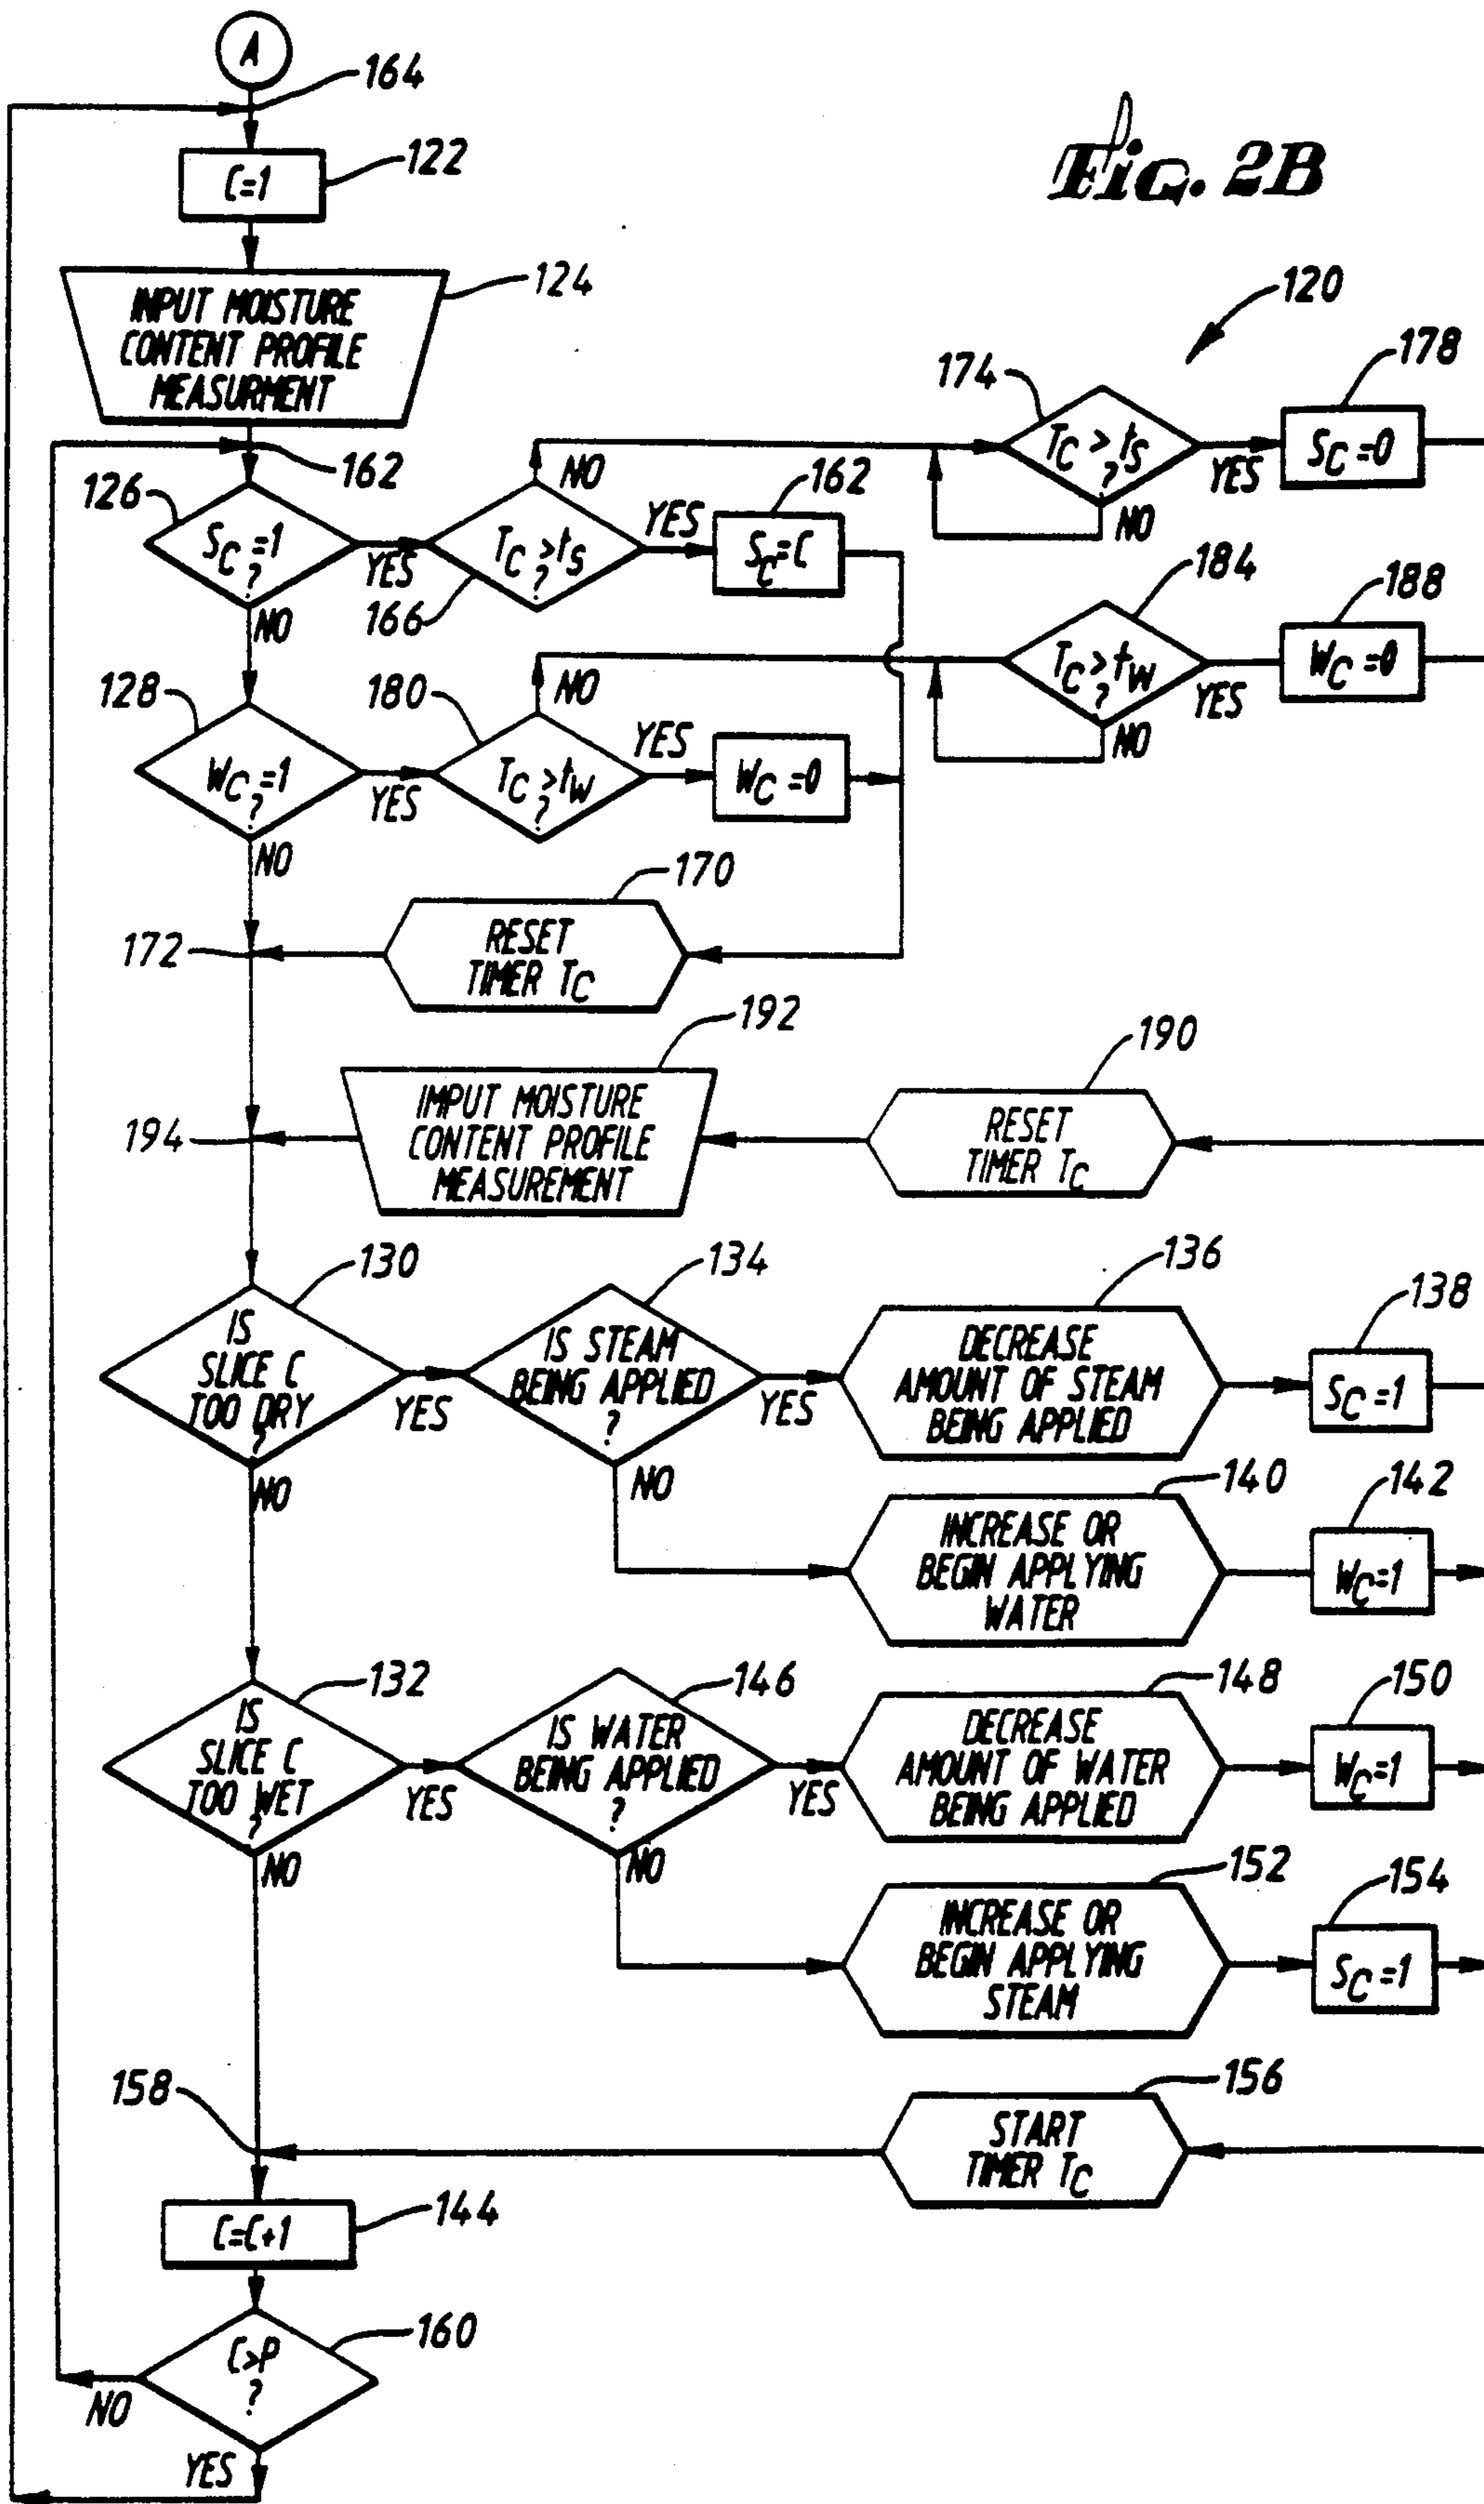 A
164
C=1
122
Fig. 2B
INPUT MOISTURE
CONTENT PROFILE
MEASURMENT
124
120
162
126
SC=1
?
YES
NO
TC>tS
?
166
NO
YES
162
SC=C
174
TC>tS
?
YES
NO
178
SC=0
128
WC=1
?
YES
NO
180
TC>tW
?
NO
YES
WC=0
184
TC>tW
?
YES
NO
188
WC=0
170
RESET
TIMER TC
172
192
IMPUT MOISTURE
CONTENT PROFILE
MEASUREMENT
190
RESET
TIMER TC
194
130
IS
SLICE C
TOO DRY
?
YES
NO
134
IS STEAM
BEING APPLIED
?
YES
NO
136
DECREASE
AMOUNT OF STEAM
BEING APPLIED
138
SC=1
140
INCREASE OR
BEGIN APPLYING
WATER
142
WC=1
132
IS
SLICE C
TOO WET
?
YES
NO
146
IS WATER
BEING APPLIED
?
YES
NO
148
DECREASE
AMOUNT OF WATER
BEING APPLIED
150
WC=1
152
INCREASE OR
BEGIN APPLYING
STEAM
154
SC=1
158
156
START
TIMER TC
144
C=C+1
160
C>P
?
NO
YES